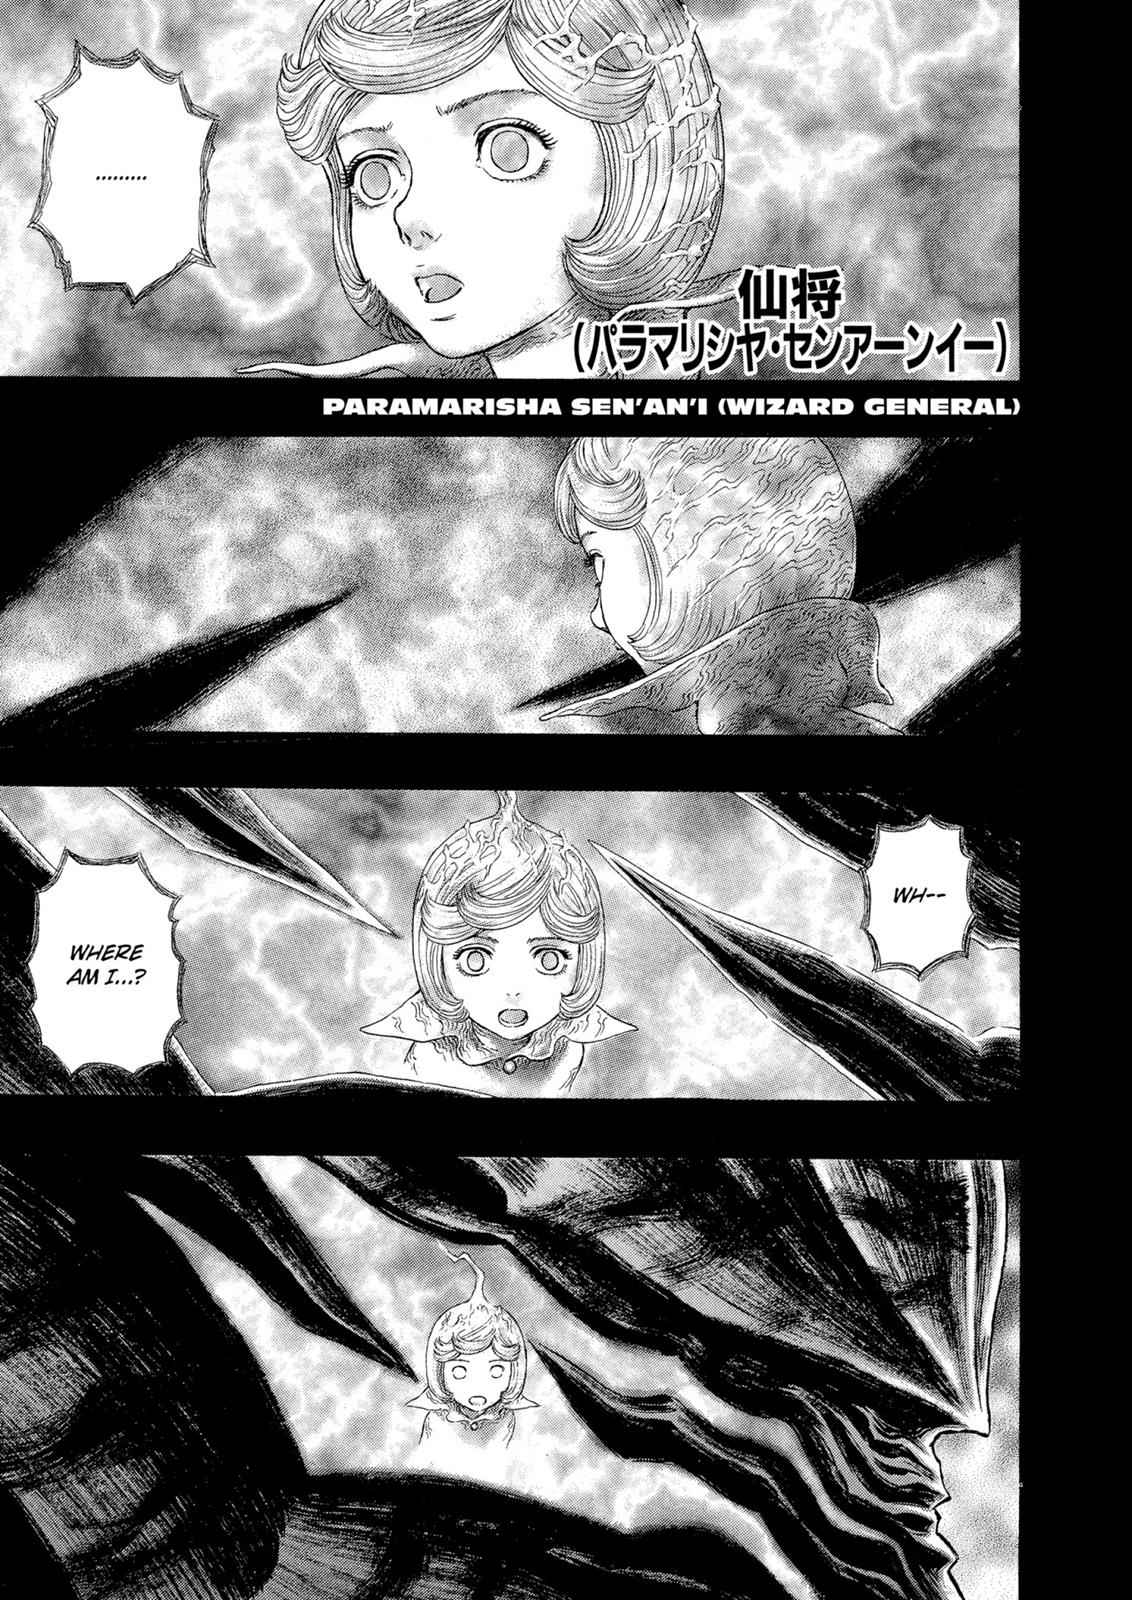 .........
仙将
(パラマリシヤ・センアーンイー)
PARAMARISHA SEN'AN'I (WIZARD GENERAL)
WH--
WHERE
AM I...?